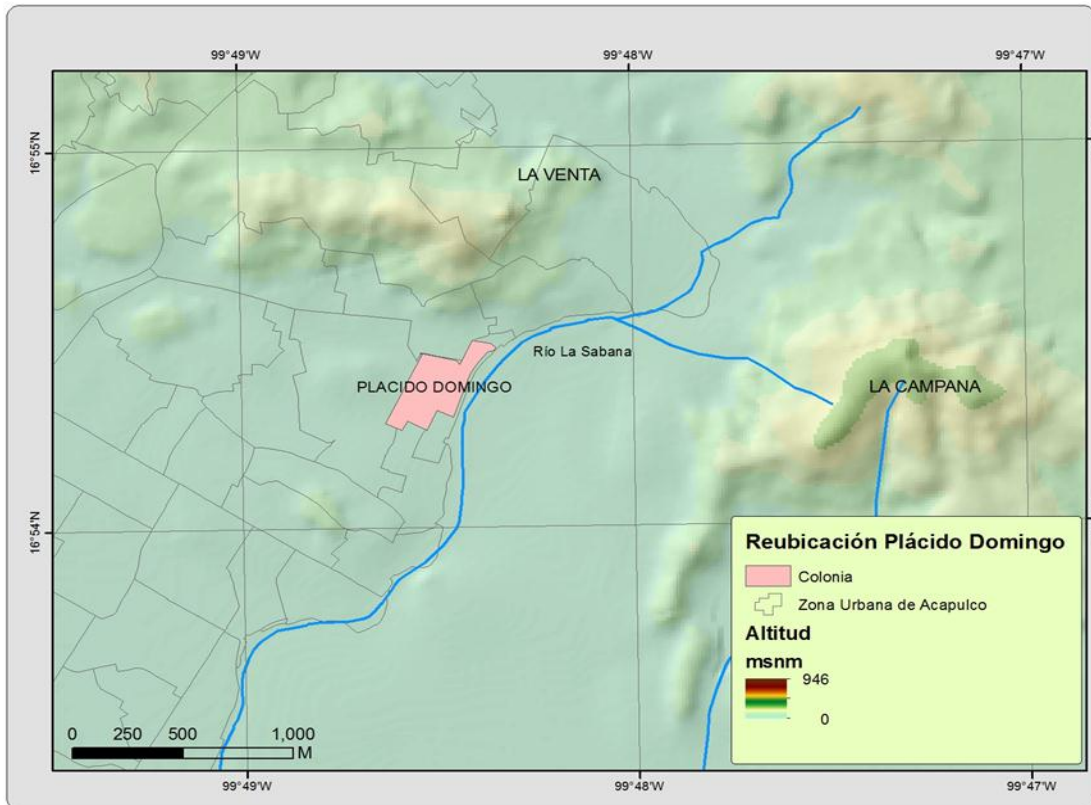 99°49'W
99°48'W
99°47'W
16°55'N
LA VENTA
Río La Sabana
PLACIDO DOMINGO
LA CAMPANA
16°54'N
Reubicación Plácido Domingo
Colonia
Zona Urbana de Acapulco
Altitud
msnm
946
0
0 250 500 1,000
M
99°49'W
99°48'W
99°47'W